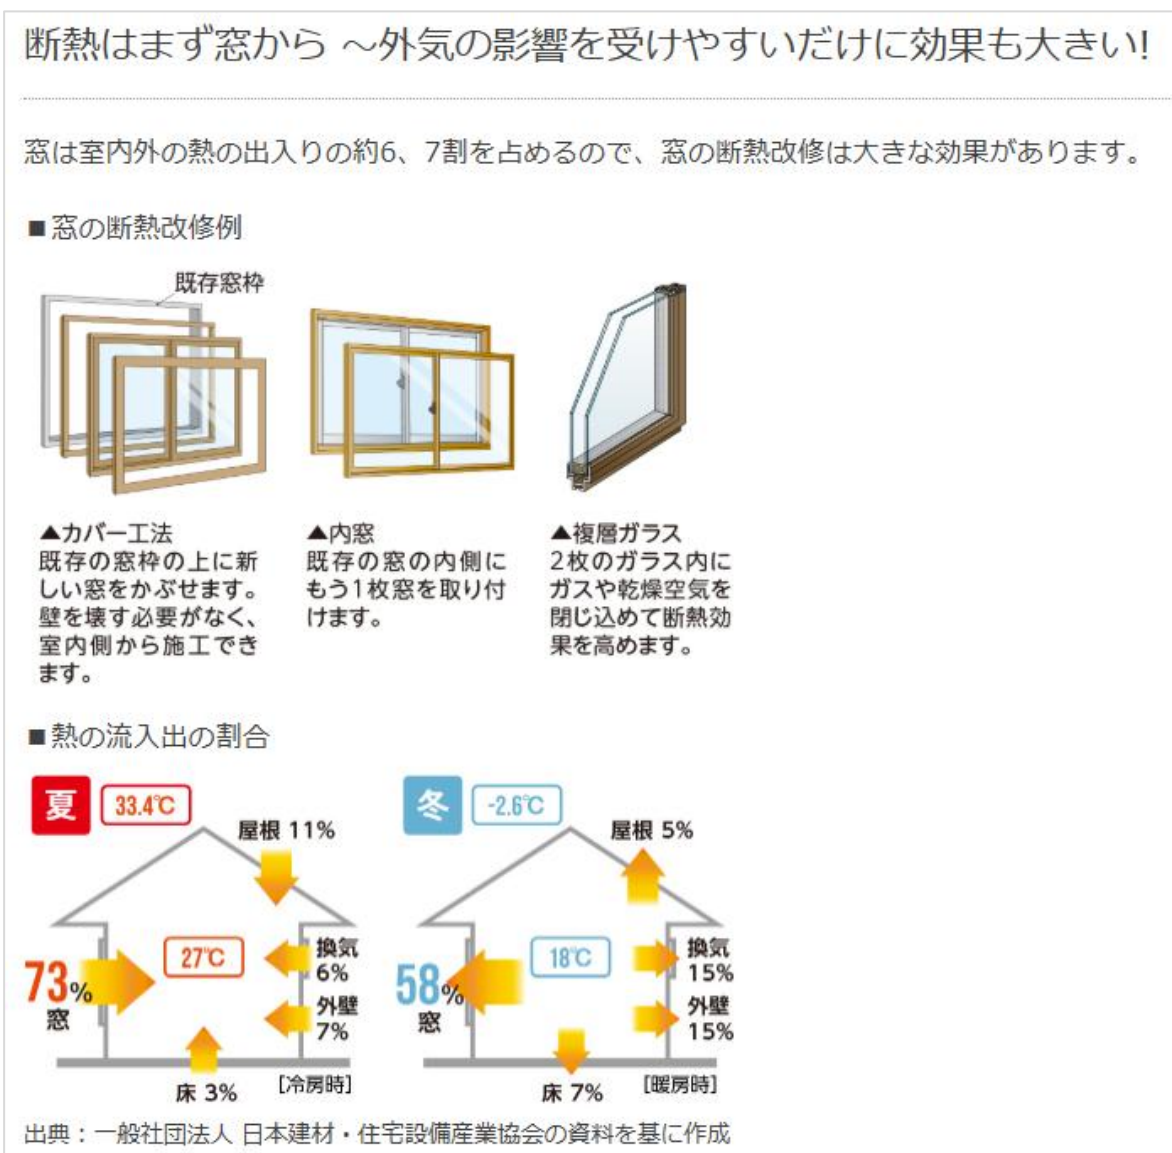 断熱はまず窓から ～外気の影響を受けやすいだけに効果も大きい!
窓は室内外の熱の出入りの約6、7割を占めるので、窓の断熱改修は大きな効果があります。
■窓の断熱改修例
既存窓枠
▲カバー工法
既存の窓枠の上に新
しい窓をかぶせます。
壁を壊す必要がなく、
室内側から施工でき
ます。
▲内窓
既存の窓の内側に
もう1枚窓を取り付
けます。
▲複層ガラス
2枚のガラス内に
ガスや乾燥空気を
閉じ込めて断熱効
果を高めます。
■熱の流入出の割合
夏 33.4℃
屋根 11%
27℃
換気
6%
73%
窓
外壁
7%
床 3%
[冷房時]
冬 -2.6℃
屋根 5%
18℃
換気
15%
58%
窓
外壁
15%
床 7%
[暖房時]
出典：一般社団法人 日本建材・住宅設備産業協会の資料を基に作成